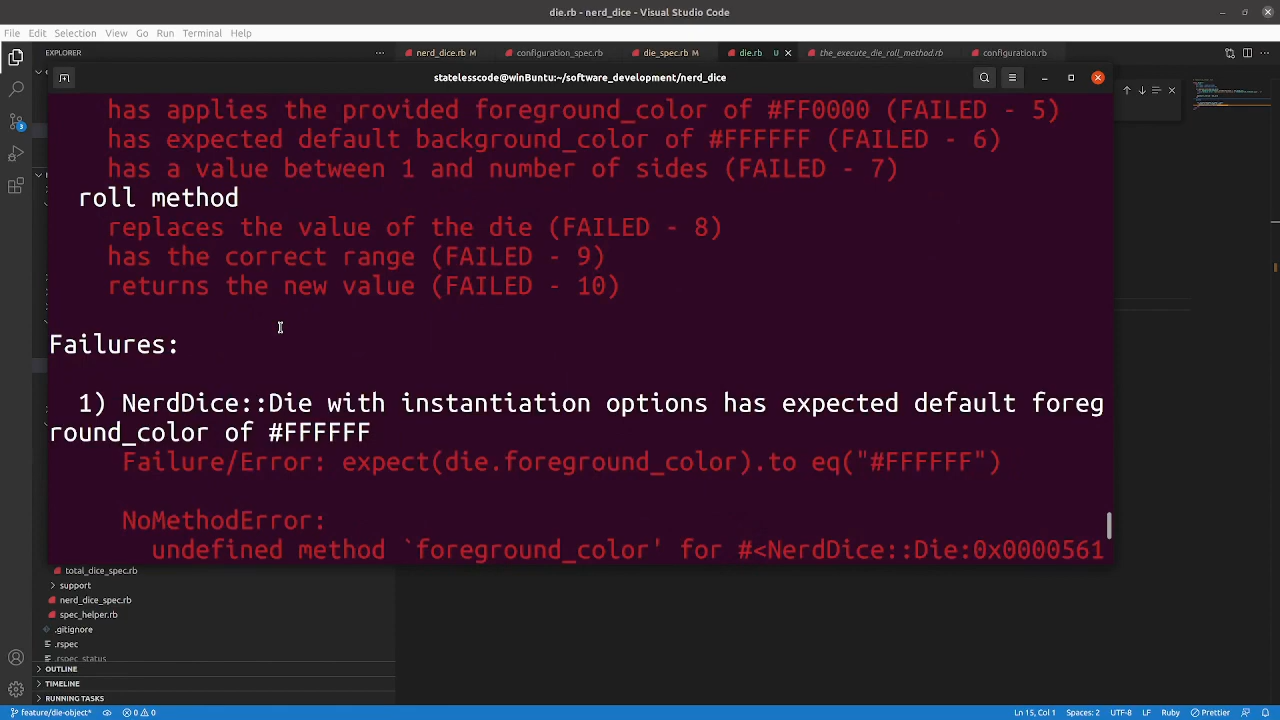 die.rb - nerd_dice - Visual Studio Code
File Edit Selection View Go Run Terminal Help
EXPLORER
nerd_dice.rb M
configuration_spec.rb
die_spec.rb M
die.rb U
the_execute_die_roll_method.rb
configuration.rb
statelesscode@winBuntu:~/software_development/nerd_dice
has applies the provided foreground_color of #FF0000 (FAILED - 5)
has expected default background_color of #FFFFFF (FAILED - 6)
has a value between 1 and number of sides (FAILED - 7)
roll method
replaces the value of the die (FAILED - 8)
has the correct range (FAILED - 9)
returns the new value (FAILED - 10)
Failures:
1) NerdDice::Die with instantiation options has expected default foreg
round_color of #FFFFFF
Failure/Error: expect(die.foreground_color).to eq("#FFFFFF")
NoMethodError:
undefined method `foreground_color' for #<NerdDice::Die:0x0000561
total_dice_spec.rb
support
nerd_dice_spec.rb
spec_helper.rb
.gitignore
.rspec
.rspec_status
OUTLINE
TIMELINE
RUNNING TASKS
3
feature/die-object* 0 0
Ln 15, Col 1 Spaces: 2 UTF-8 LF Ruby Prettier